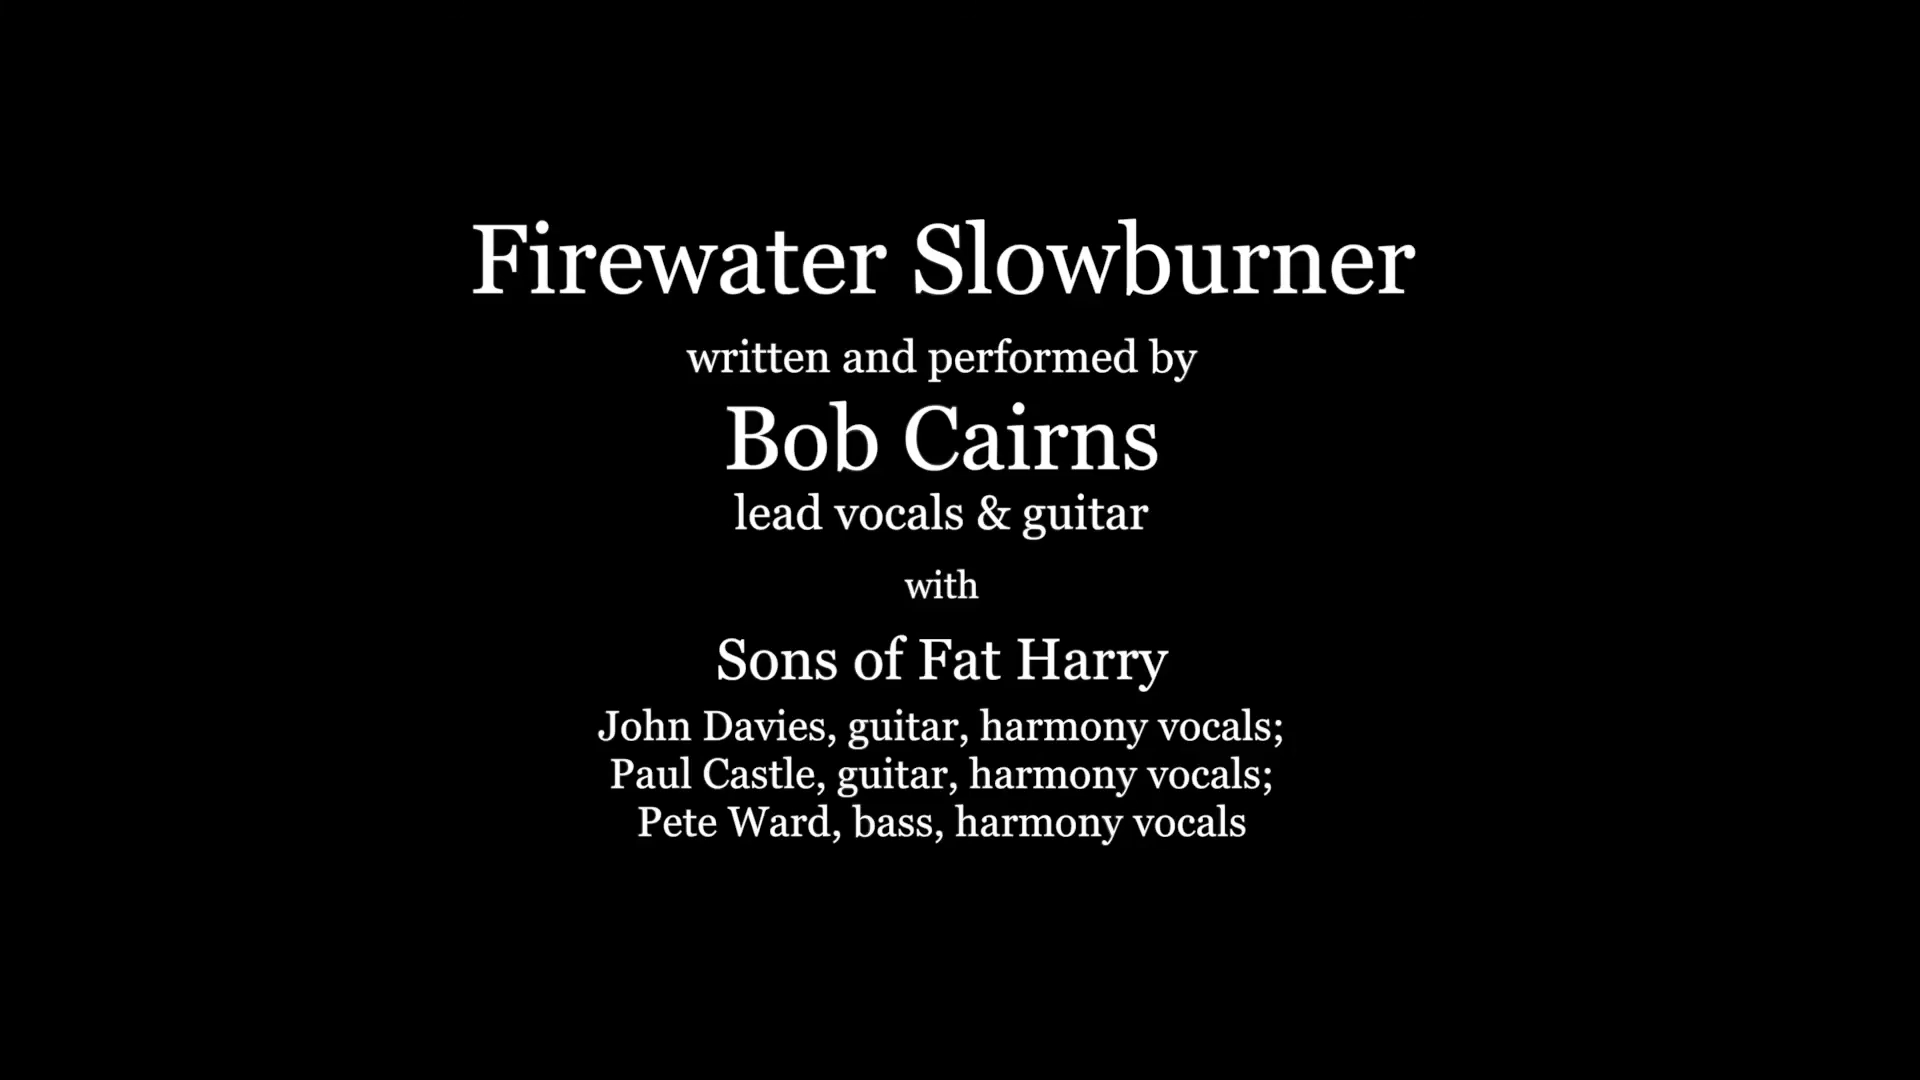 Firewater Slowburner
written and performed by
Bob Cairns
lead vocals & guitar
with
Sons of Fat Harry
John Davies, guitar, harmony vocals;
Paul Castle, guitar, harmony vocals;
Pete Ward, bass, harmony vocals